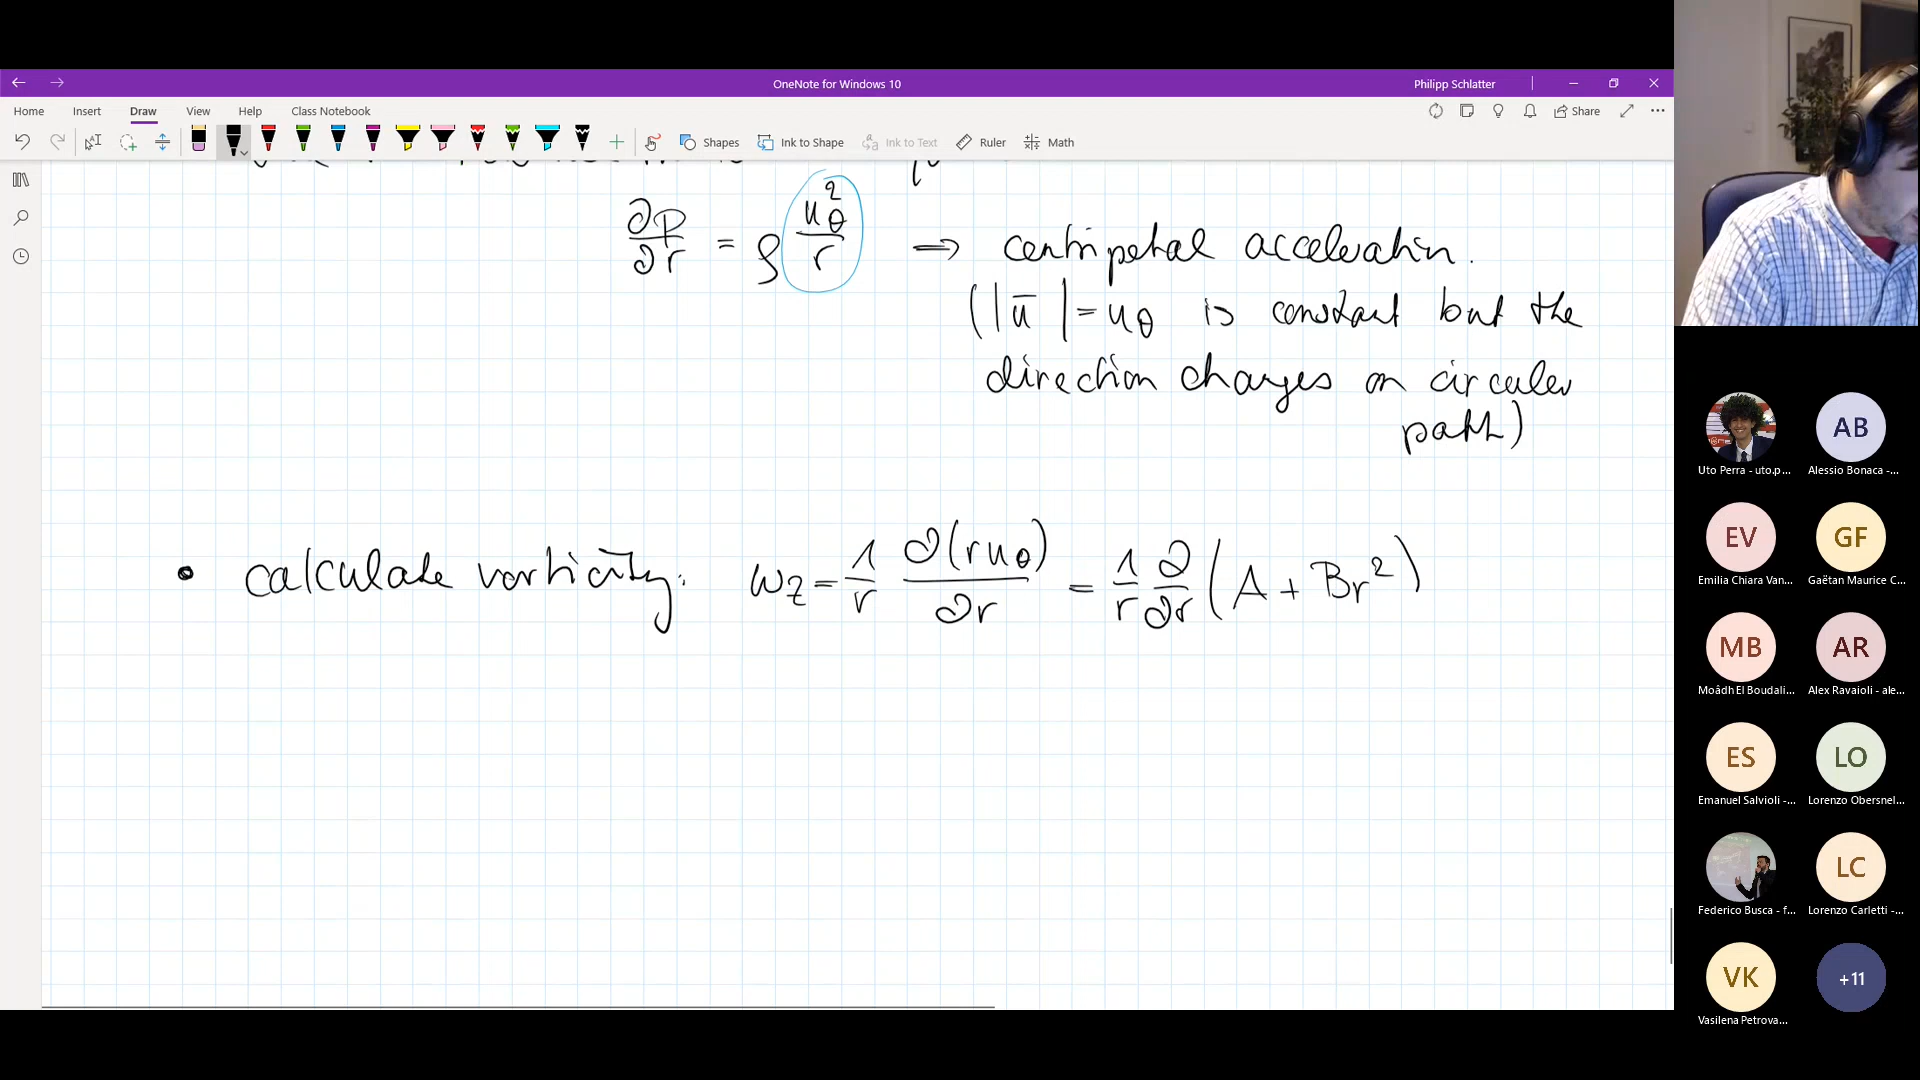 OneNote for Windows 10
Philipp Schlatter
Home Insert Draw View Help Class Notebook
Share
Shapes Ink to Shape Ink to Text Ruler Math
∂p/∂r = ρ u_θ²/r ⇒ centripetal acceleration.
(|ū| = u_θ is constant but the
direction changes on circular
path)
• calculate vorticity: ω_z = 1/r ∂(r u_θ)/∂r = 1/r ∂/∂r (A + Br²)
Uto Perra - uto.p...
AB
Alessio Bonaca -...
EV
Emilia Chiara Van...
GF
Gaëtan Maurice C...
MB
Moâdh El Boudali...
AR
Alex Ravaioli - ale...
ES
Emanuel Salvioli -...
LO
Lorenzo Obersnel...
Federico Busca - f...
LC
Lorenzo Carletti -...
VK
Vasilena Petrova...
+11